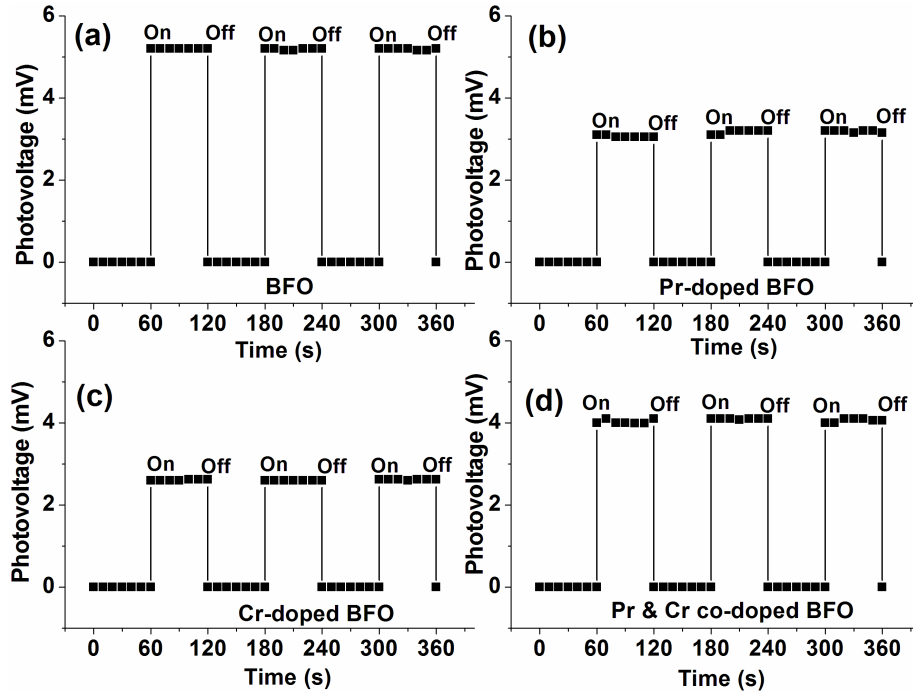 (a)
On Off On Off On Off
6
4
2
0
Photovoltage (mV)
BFO
0 60 120 180 240 300 360
Time (s)
(b)
On Off On Off On Off
6
4
2
0
Photovoltage (mV)
Pr-doped BFO
0 60 120 180 240 300 360
Time (s)
(c)
On Off On Off On Off
6
4
2
0
Photovoltage (mV)
Cr-doped BFO
0 60 120 180 240 300 360
Time (s)
(d)
On Off On Off On Off
6
4
2
0
Photovoltage (mV)
Pr & Cr co-doped BFO
0 60 120 180 240 300 360
Time (s)